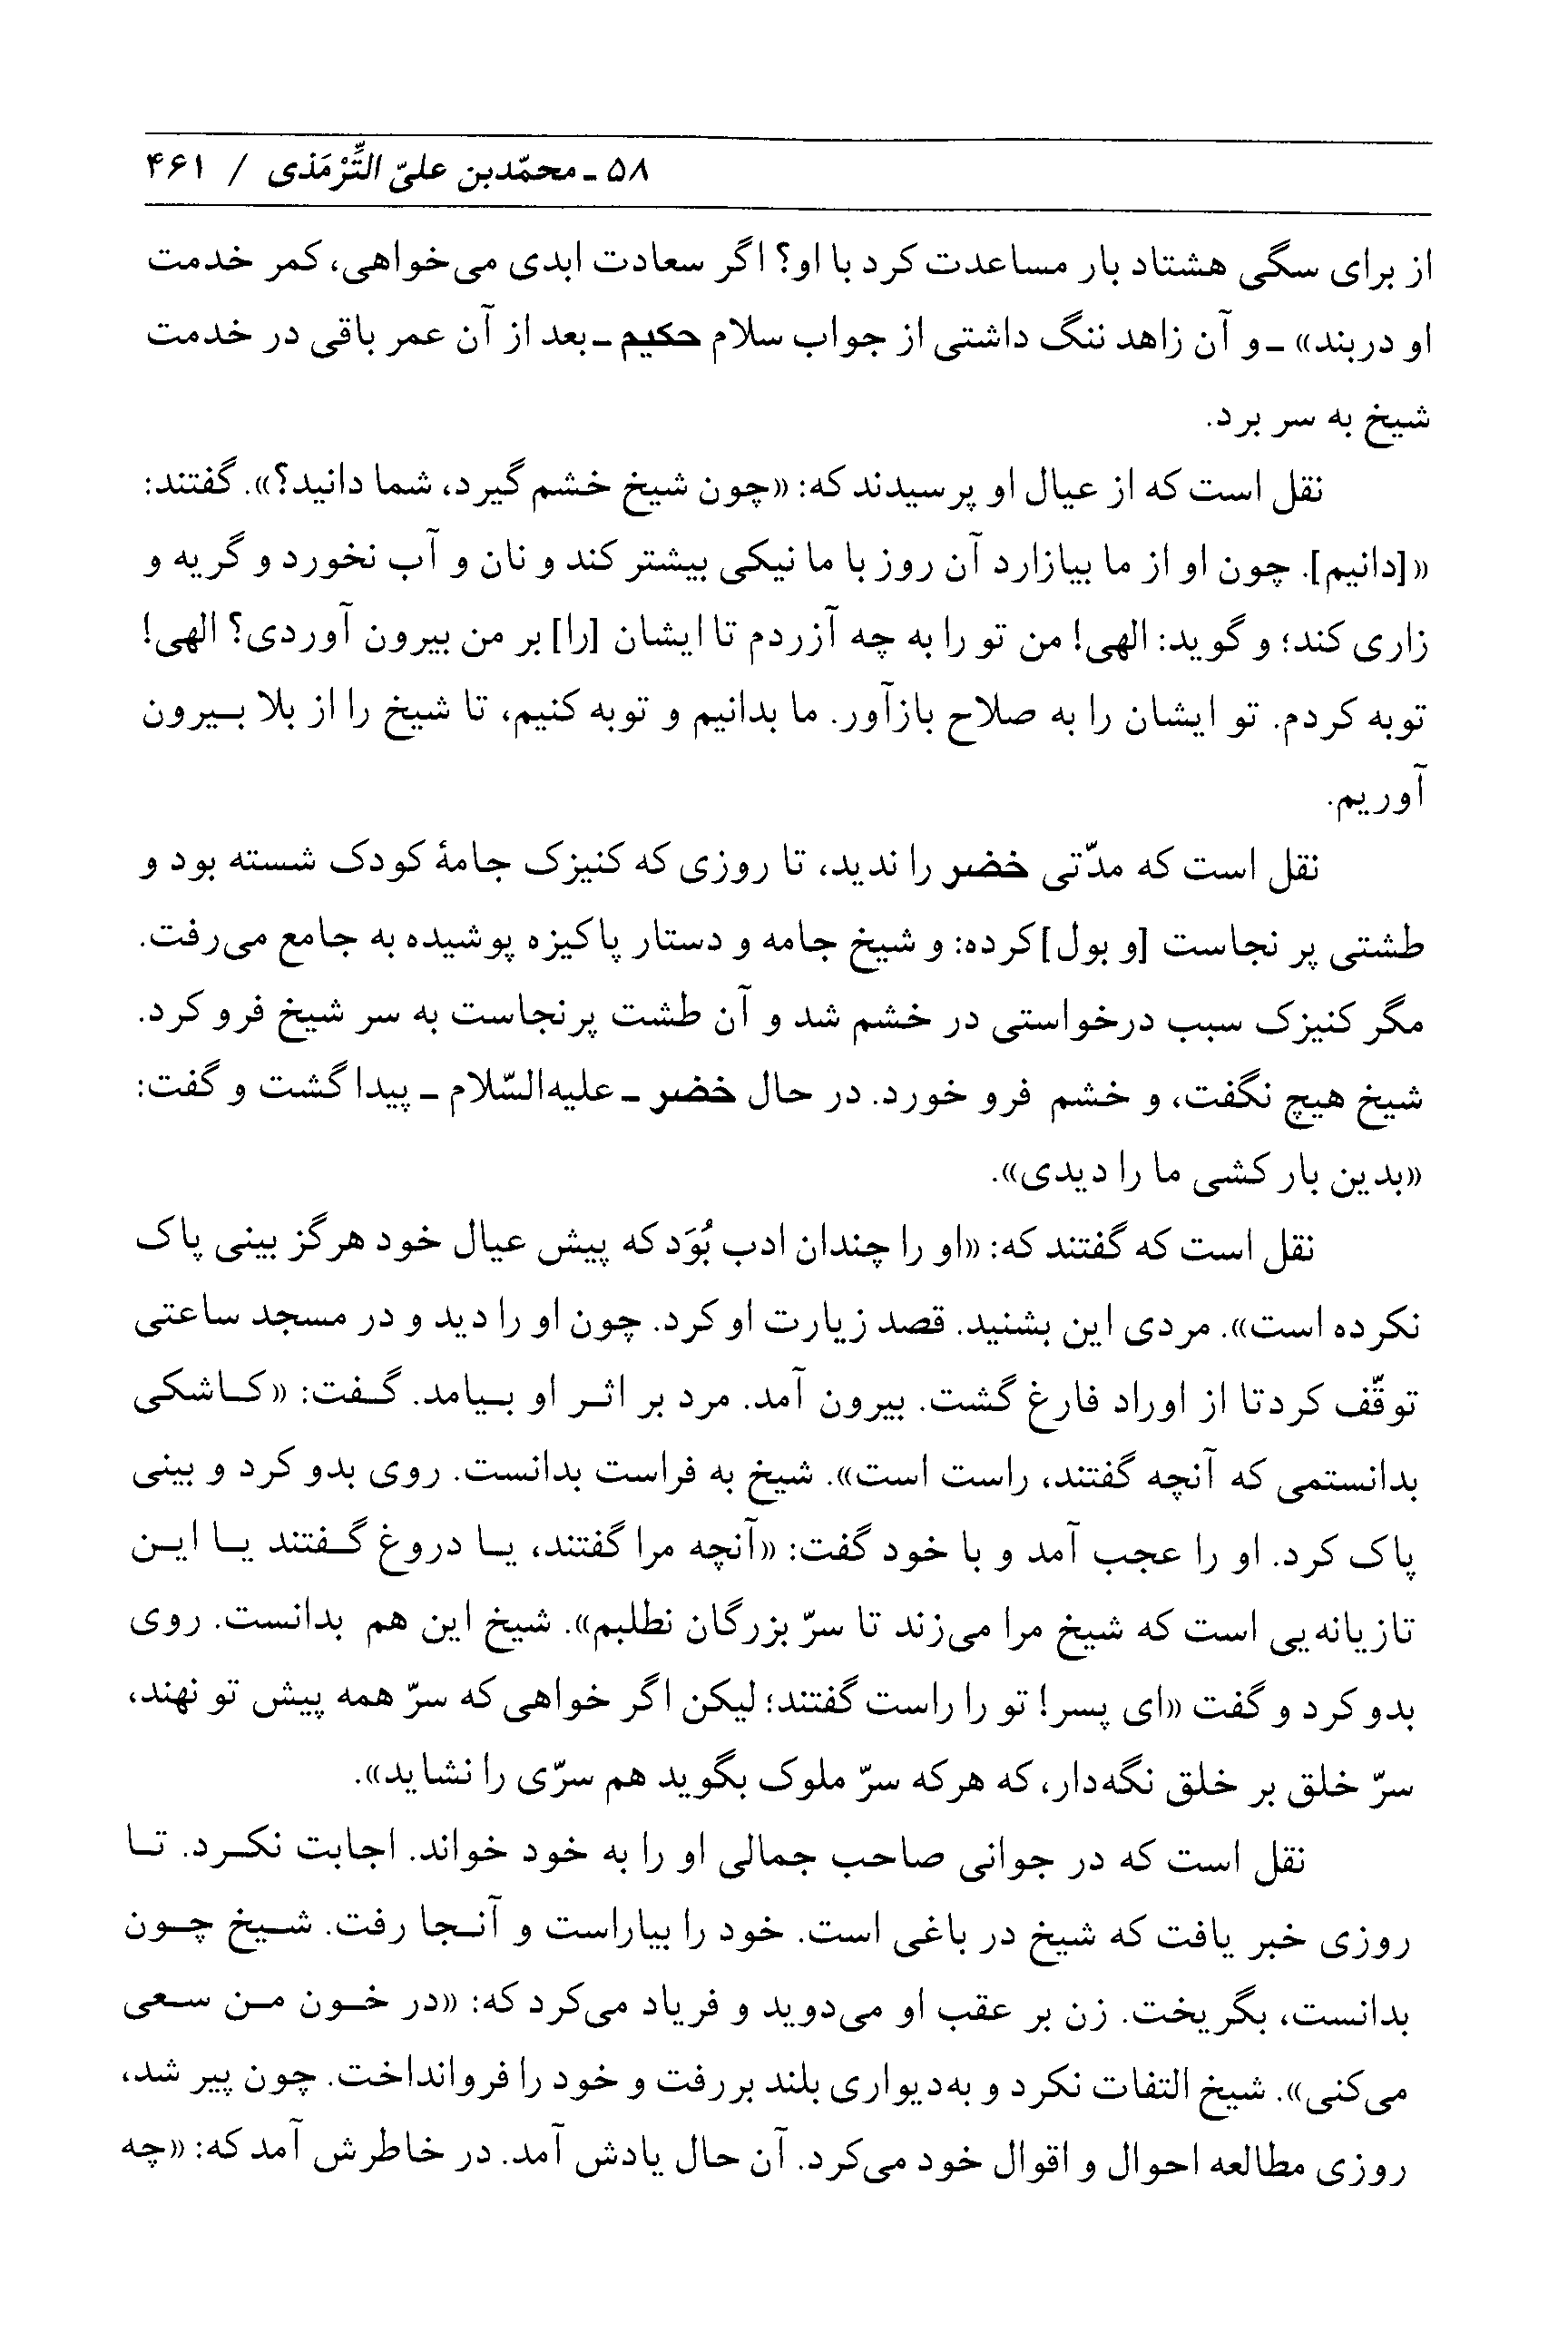 ۵۸ ـ محمّدبن علیّ التِّرْمَذی / ۴۶۱
از برای سگی هشتاد بار مساعدت کرد با او؟ اگر سعادت ابدی می‌خواهی، کمر خدمت
او دربند» ـ و آن زاهد ننگ داشتی از جواب سلام حکیم ـ بعد از آن عمر باقی در خدمت
شیخ به سر برد.
نقل است که از عیال او پرسیدند که: «چون شیخ خشم گیرد، شما دانید؟». گفتند:
«[دانیم]. چون او از ما بیازارد آن روز با ما نیکی بیشتر کند و نان و آب نخورد و گریه و
زاری کند؛ و گوید: الهی! من تو را به چه آزردم تا ایشان [را] بر من بیرون آوردی؟ الهی!
توبه کردم. تو ایشان را به صلاح بازآور. ما بدانیم و توبه کنیم، تا شیخ را از بلا بیرون
آوریم.
نقل است که مدّتی خضر را ندید، تا روزی که کنیزک جامهٔ کودک شسته بود و
طشتی پر نجاست [و بول] کرده: و شیخ جامه و دستار پاکیزه پوشیده به جامع می‌رفت.
مگر کنیزک سبب درخواستی در خشم شد و آن طشت پرنجاست به سر شیخ فرو کرد.
شیخ هیچ نگفت، و خشم فرو خورد. در حال خضر ـ علیه‌السّلام ـ پیدا گشت و گفت:
«بدین بار کشی ما را دیدی».
نقل است که گفتند که: «او را چندان ادب بُوَد که پیش عیال خود هرگز بینی پاک
نکرده است». مردی این بشنید. قصد زیارت او کرد. چون او را دید و در مسجد ساعتی
توقّف کرد تا از اوراد فارغ گشت. بیرون آمد. مرد بر اثر او بیامد. گفت: «کاشکی
بدانستمی که آنچه گفتند، راست است». شیخ به فراست بدانست. روی بدو کرد و بینی
پاک کرد. او را عجب آمد و با خود گفت: «آنچه مرا گفتند، یا دروغ گفتند یا این
تازیانه‌یی است که شیخ مرا می‌زند تا سرّ بزرگان نطلبم». شیخ این هم بدانست. روی
بدو کرد و گفت «ای پسر! تو را راست گفتند؛ لیکن اگر خواهی که سرّ همه پیش تو نهند،
سرّ خلق بر خلق نگه‌دار، که هرکه سرّ ملوک بگوید هم سرّی را نشاید».
نقل است که در جوانی صاحب جمالی او را به خود خواند. اجابت نکرد. تا
روزی خبر یافت که شیخ در باغی است. خود را بیاراست و آنجا رفت. شیخ چون
بدانست، بگریخت. زن بر عقب او می‌دوید و فریاد می‌کرد که: «در خون من سعی
می‌کنی». شیخ التفات نکرد و به‌دیواری بلند بررفت و خود را فروانداخت. چون پیر شد،
روزی مطالعه احوال و اقوال خود می‌کرد. آن حال یادش آمد. در خاطرش آمد که: «چه